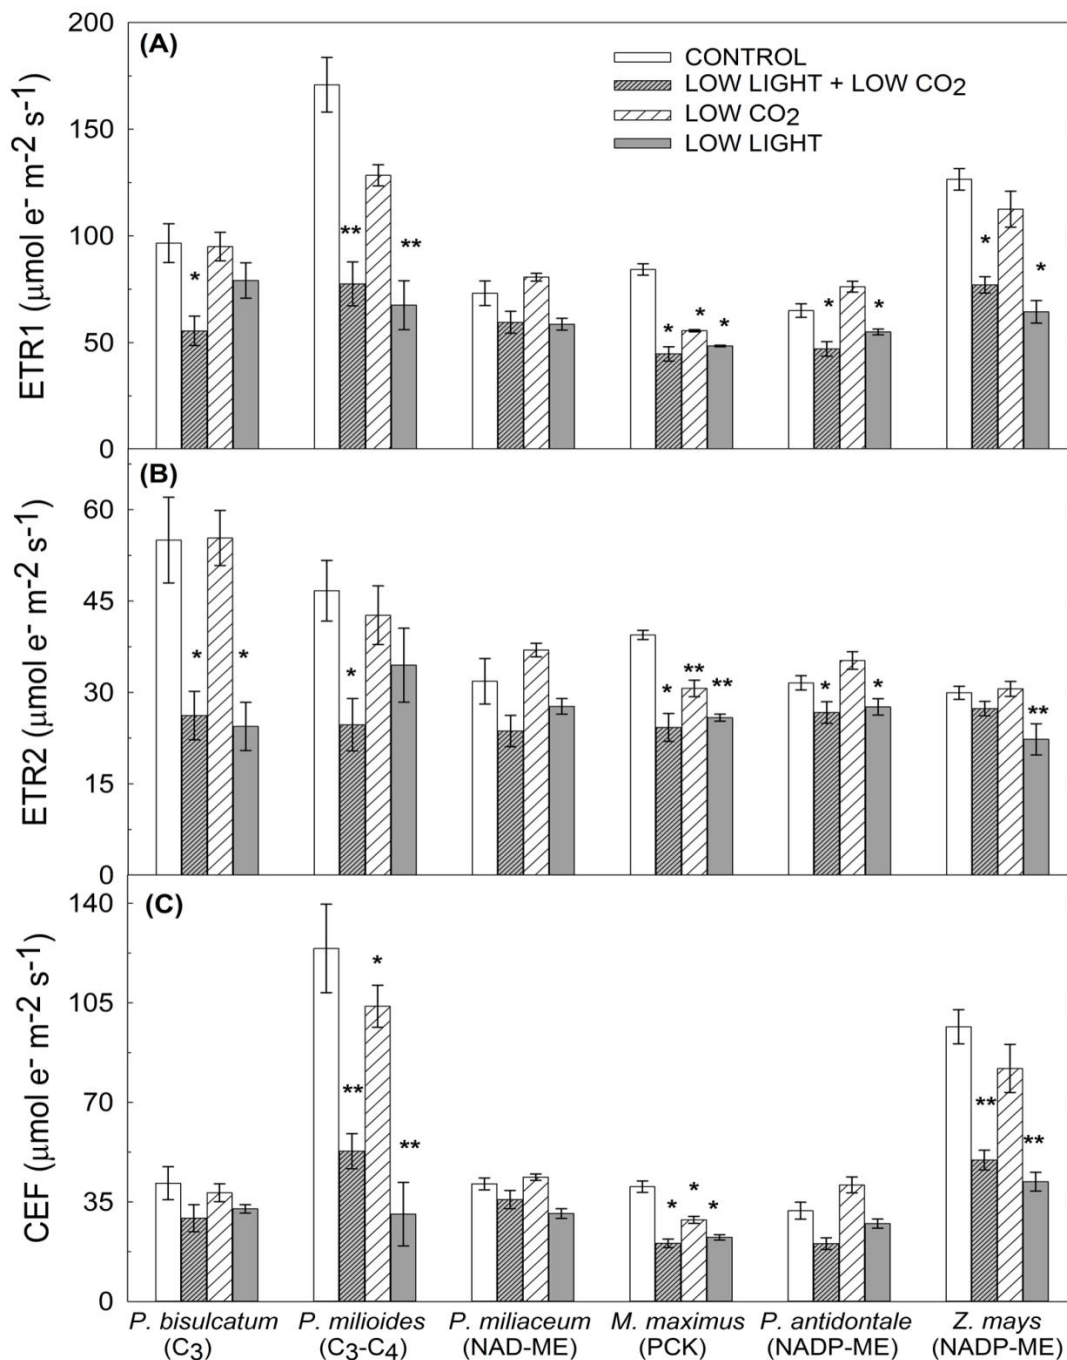 200
(A)
CONTROL
150
LOW LIGHT + LOW CO₂
LOW CO₂
LOW LIGHT
ETR1 (μmol e⁻ m⁻² s⁻¹)
100
50
0
* ** ** * * * * * * *
(B)
60
45
ETR2 (μmol e⁻ m⁻² s⁻¹)
30
15
0
* * * * ** ** * * **
(C)
140
105
CEF (μmol e⁻ m⁻² s⁻¹)
70
35
0
** * ** * * * ** **
P. bisulcatum P. milioides P. miliaceum M. maximus P. antidontale Z. mays
(C₃) (C₃-C₄) (NAD-ME) (PCK) (NADP-ME) (NADP-ME)